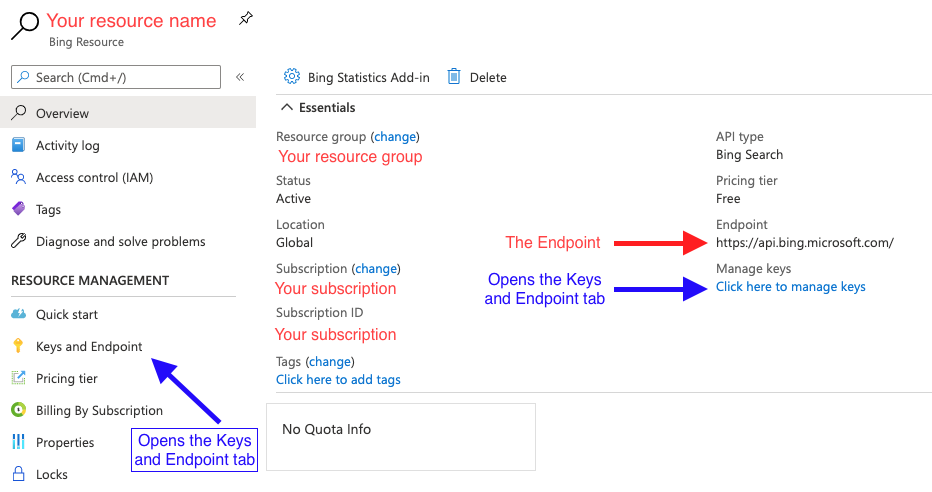 Your resource name
Bing Resource
Search (Cmd+/)
«
Overview
Activity log
Access control (IAM)
Tags
Diagnose and solve problems
RESOURCE MANAGEMENT
Quick start
Keys and Endpoint
Pricing tier
Billing By Subscription
Properties
Locks
Opens the Keys
and Endpoint tab
Bing Statistics Add-in
Delete
Essentials
Resource group (change)
Your resource group
Status
Active
Location
Global
Subscription (change)
Your subscription
Subscription ID
Your subscription
Tags (change)
Click here to add tags
API type
Bing Search
Pricing tier
Free
The Endpoint
Endpoint
https://api.bing.microsoft.com/
Opens the Keys
and Endpoint tab
Manage keys
Click here to manage keys
No Quota Info